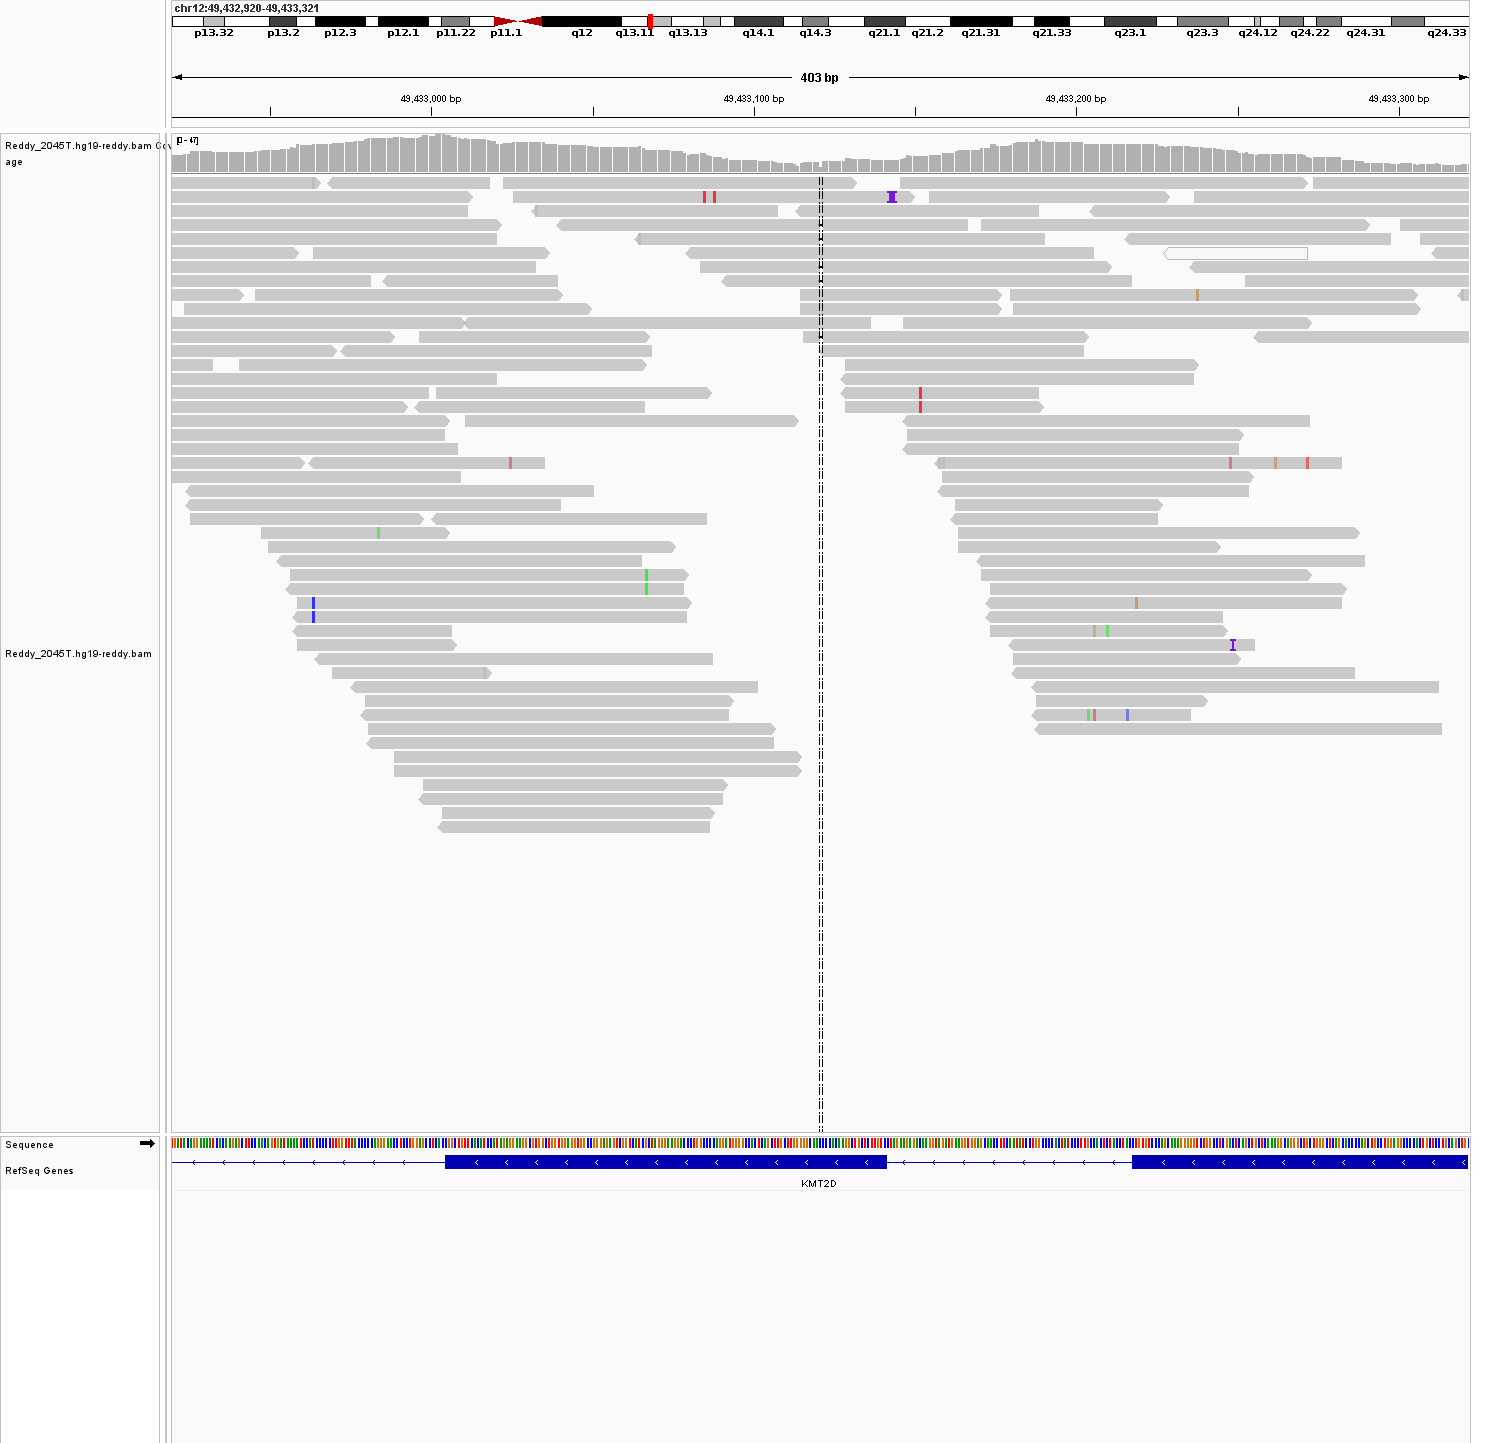 chr12:49,432,920-49,433,321
p13.32 p13.2 p12.3 p12.1 p11.22 p11.1 q12 q13.11 q13.13 q14.1 q14.3 q21.1 q21.2 q21.31 q21.33 q23.1 q23.3 q24.12 q24.22 q24.31 q24.33
403 bp
49,433,000 bp 49,433,100 bp 49,433,200 bp 49,433,300 bp
[0 - 47]
Reddy_2045T.hg19-reddy.bam Cov
age
Reddy_2045T.hg19-reddy.bam
Sequence
RefSeq Genes
KMT2D